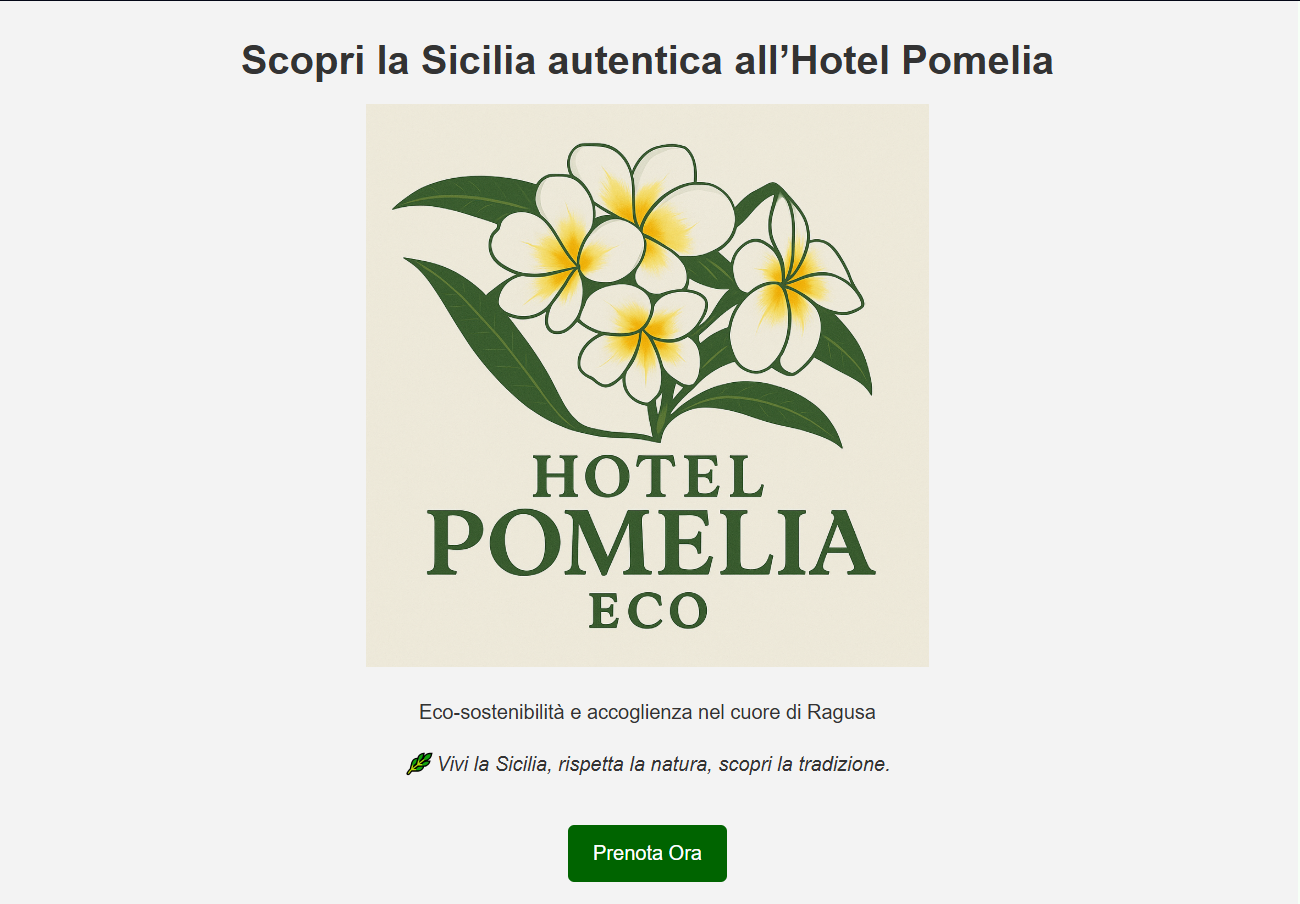 Scopri la Sicilia autentica all’Hotel Pomelia
HOTEL
POMELIA
ECO
Eco-sostenibilità e accoglienza nel cuore di Ragusa
🌿 Vivi la Sicilia, rispetta la natura, scopri la tradizione.
Prenota Ora